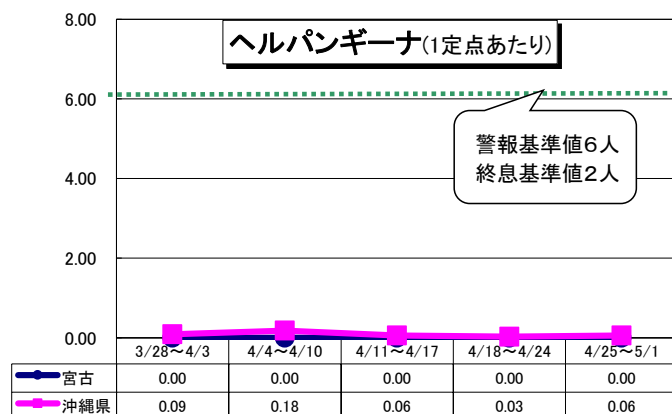 ヘルパンギーナ(1定点あたり)
8.00
6.00
4.00
2.00
0.00
警報基準値6人
終息基準値2人
3/28～4/3 4/4～4/10 4/11～4/17 4/18～4/24 4/25～5/1
宮古 0.00 0.00 0.00 0.00 0.00
沖縄県 0.09 0.18 0.06 0.03 0.06